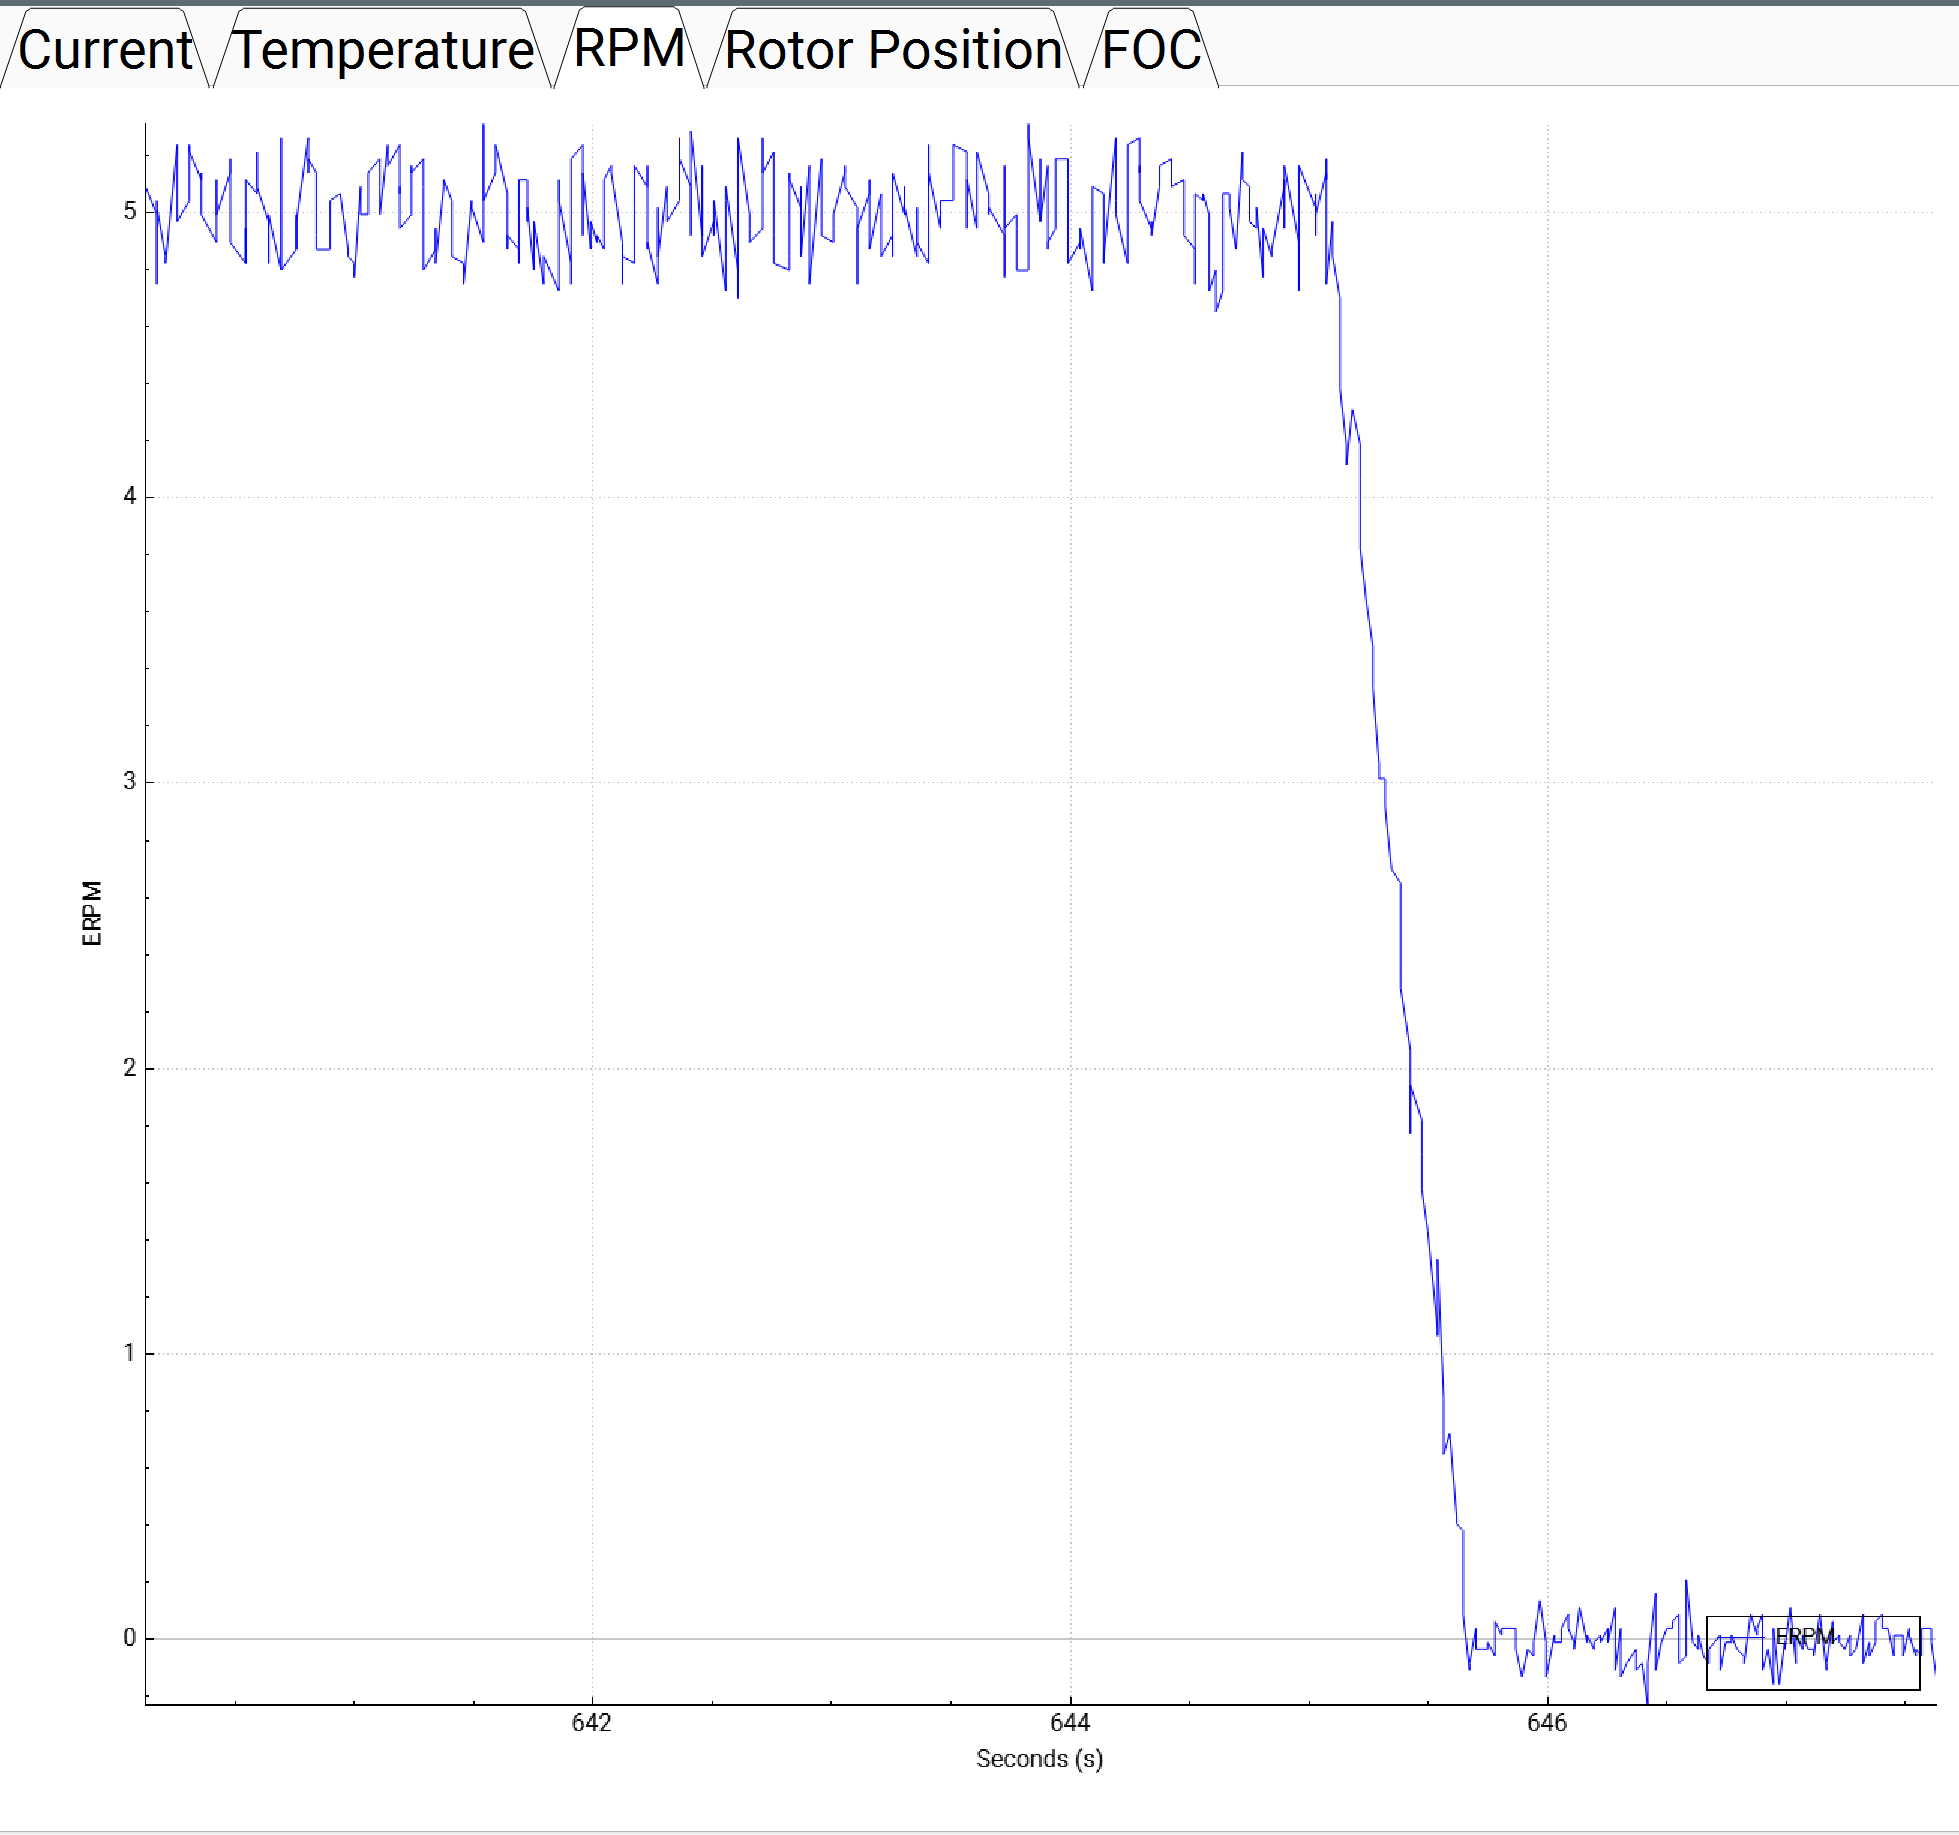 Current Temperature RPM Rotor Position FOC
5
4
3
ERPM
2
1
0
ERPM
642 644 646
Seconds (s)